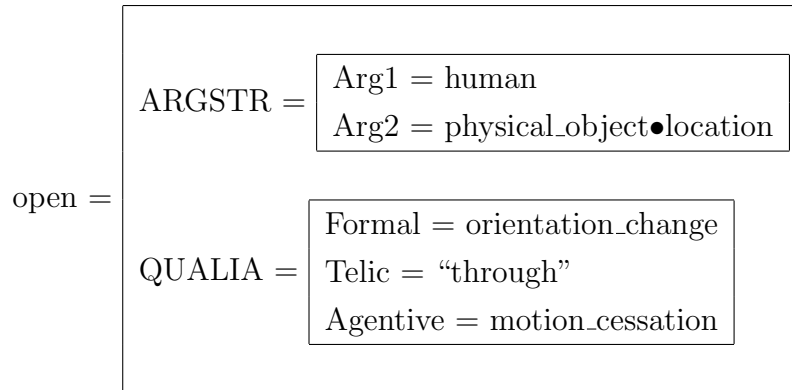 open =
ARGSTR =
Arg1 = human
Arg2 = physical_object•location
QUALIA =
Formal = orientation_change
Telic = “through”
Agentive = motion_cessation